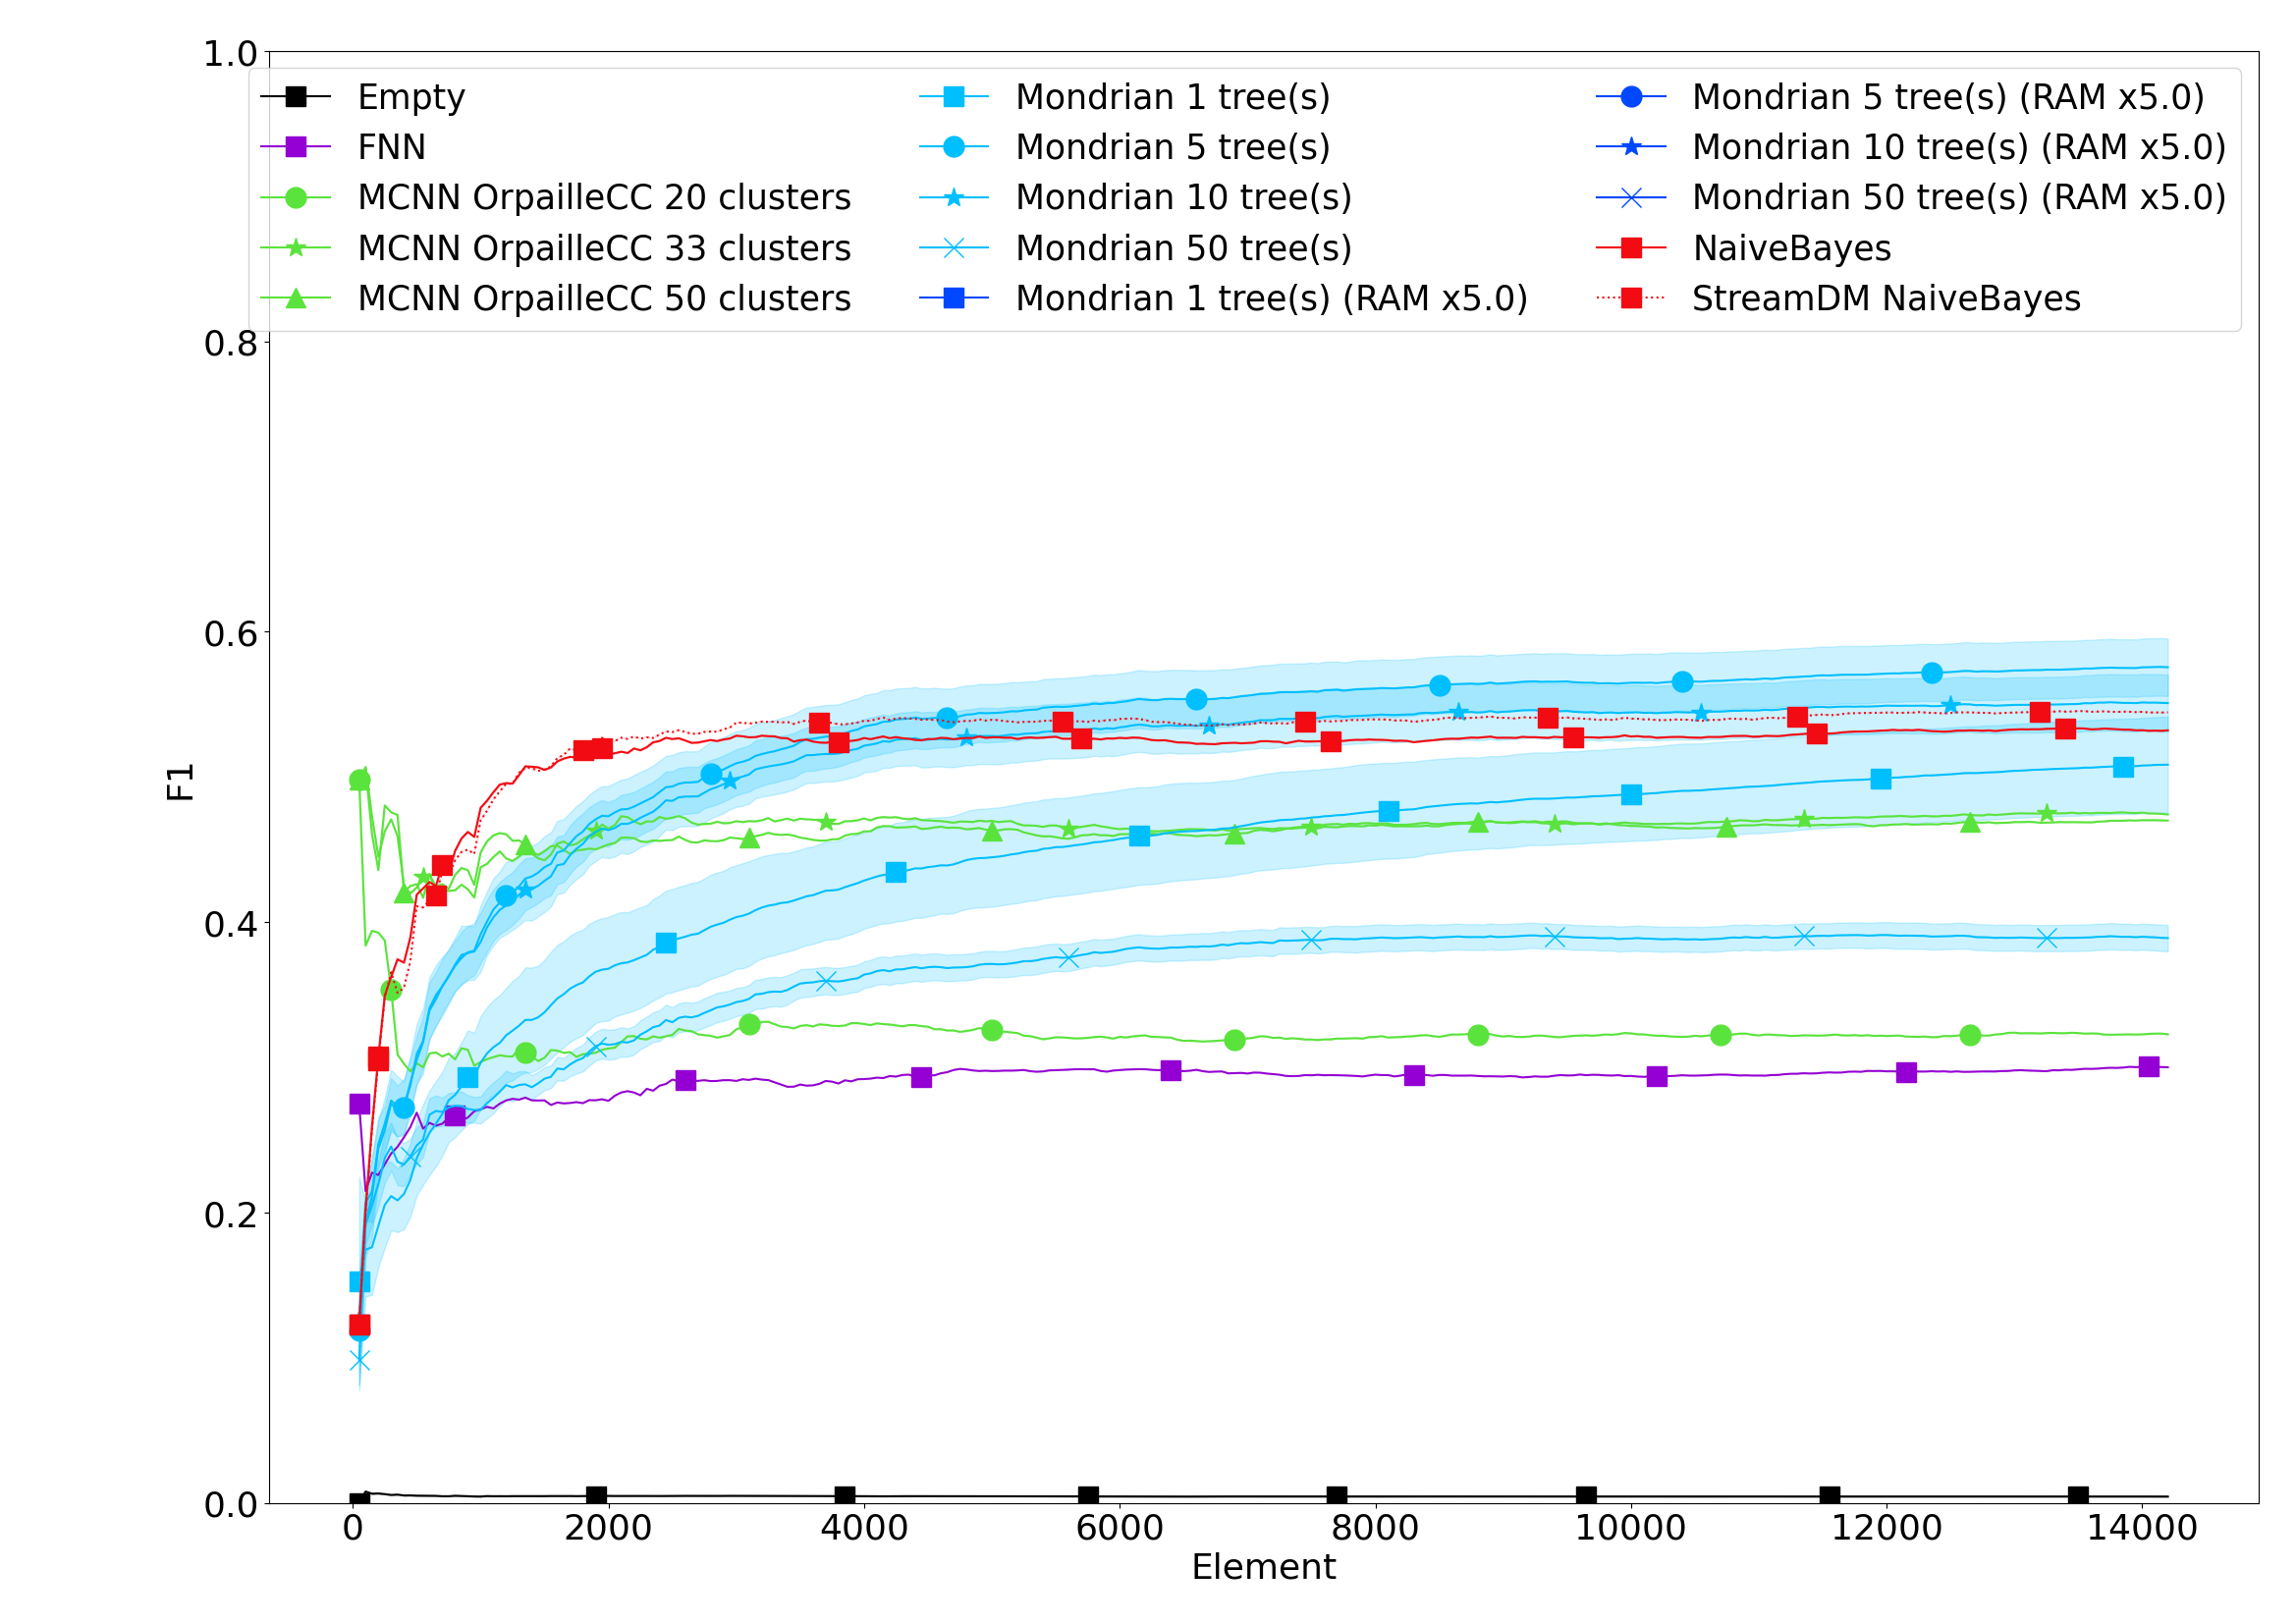 1.0
0.8
0.6
0.4
0.2
0.0
F1
Empty
FNN
MCNN OrpailleCC 20 clusters
MCNN OrpailleCC 33 clusters
MCNN OrpailleCC 50 clusters
Mondrian 1 tree(s)
Mondrian 5 tree(s)
Mondrian 10 tree(s)
Mondrian 50 tree(s)
Mondrian 1 tree(s) (RAM x5.0)
Mondrian 5 tree(s) (RAM x5.0)
Mondrian 10 tree(s) (RAM x5.0)
Mondrian 50 tree(s) (RAM x5.0)
NaiveBayes
StreamDM NaiveBayes
0 2000 4000 6000 8000 10000 12000 14000
Element